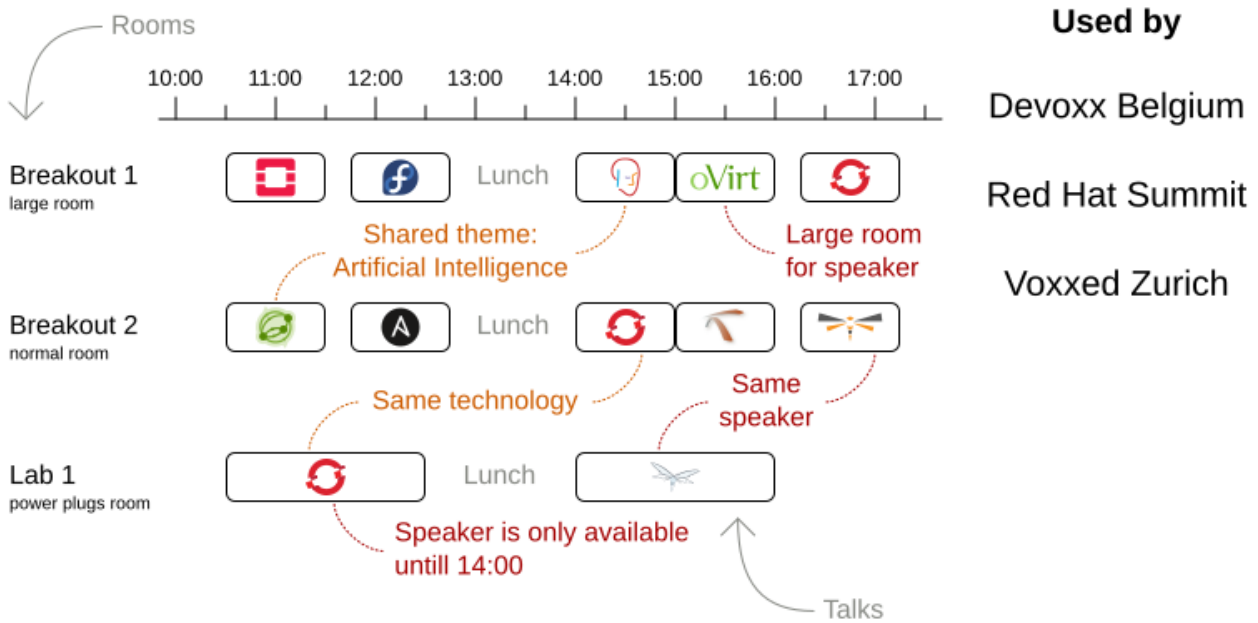 Rooms
Used by
10:00 11:00 12:00 13:00 14:00 15:00 16:00 17:00
Devoxx Belgium
Red Hat Summit
Voxxed Zurich
Breakout 1
large room
Lunch
oVirt
Shared theme:
Artificial Intelligence
Large room
for speaker
Breakout 2
normal room
Lunch
Same technology
Same
speaker
Lab 1
power plugs room
Lunch
Speaker is only available
untill 14:00
Talks